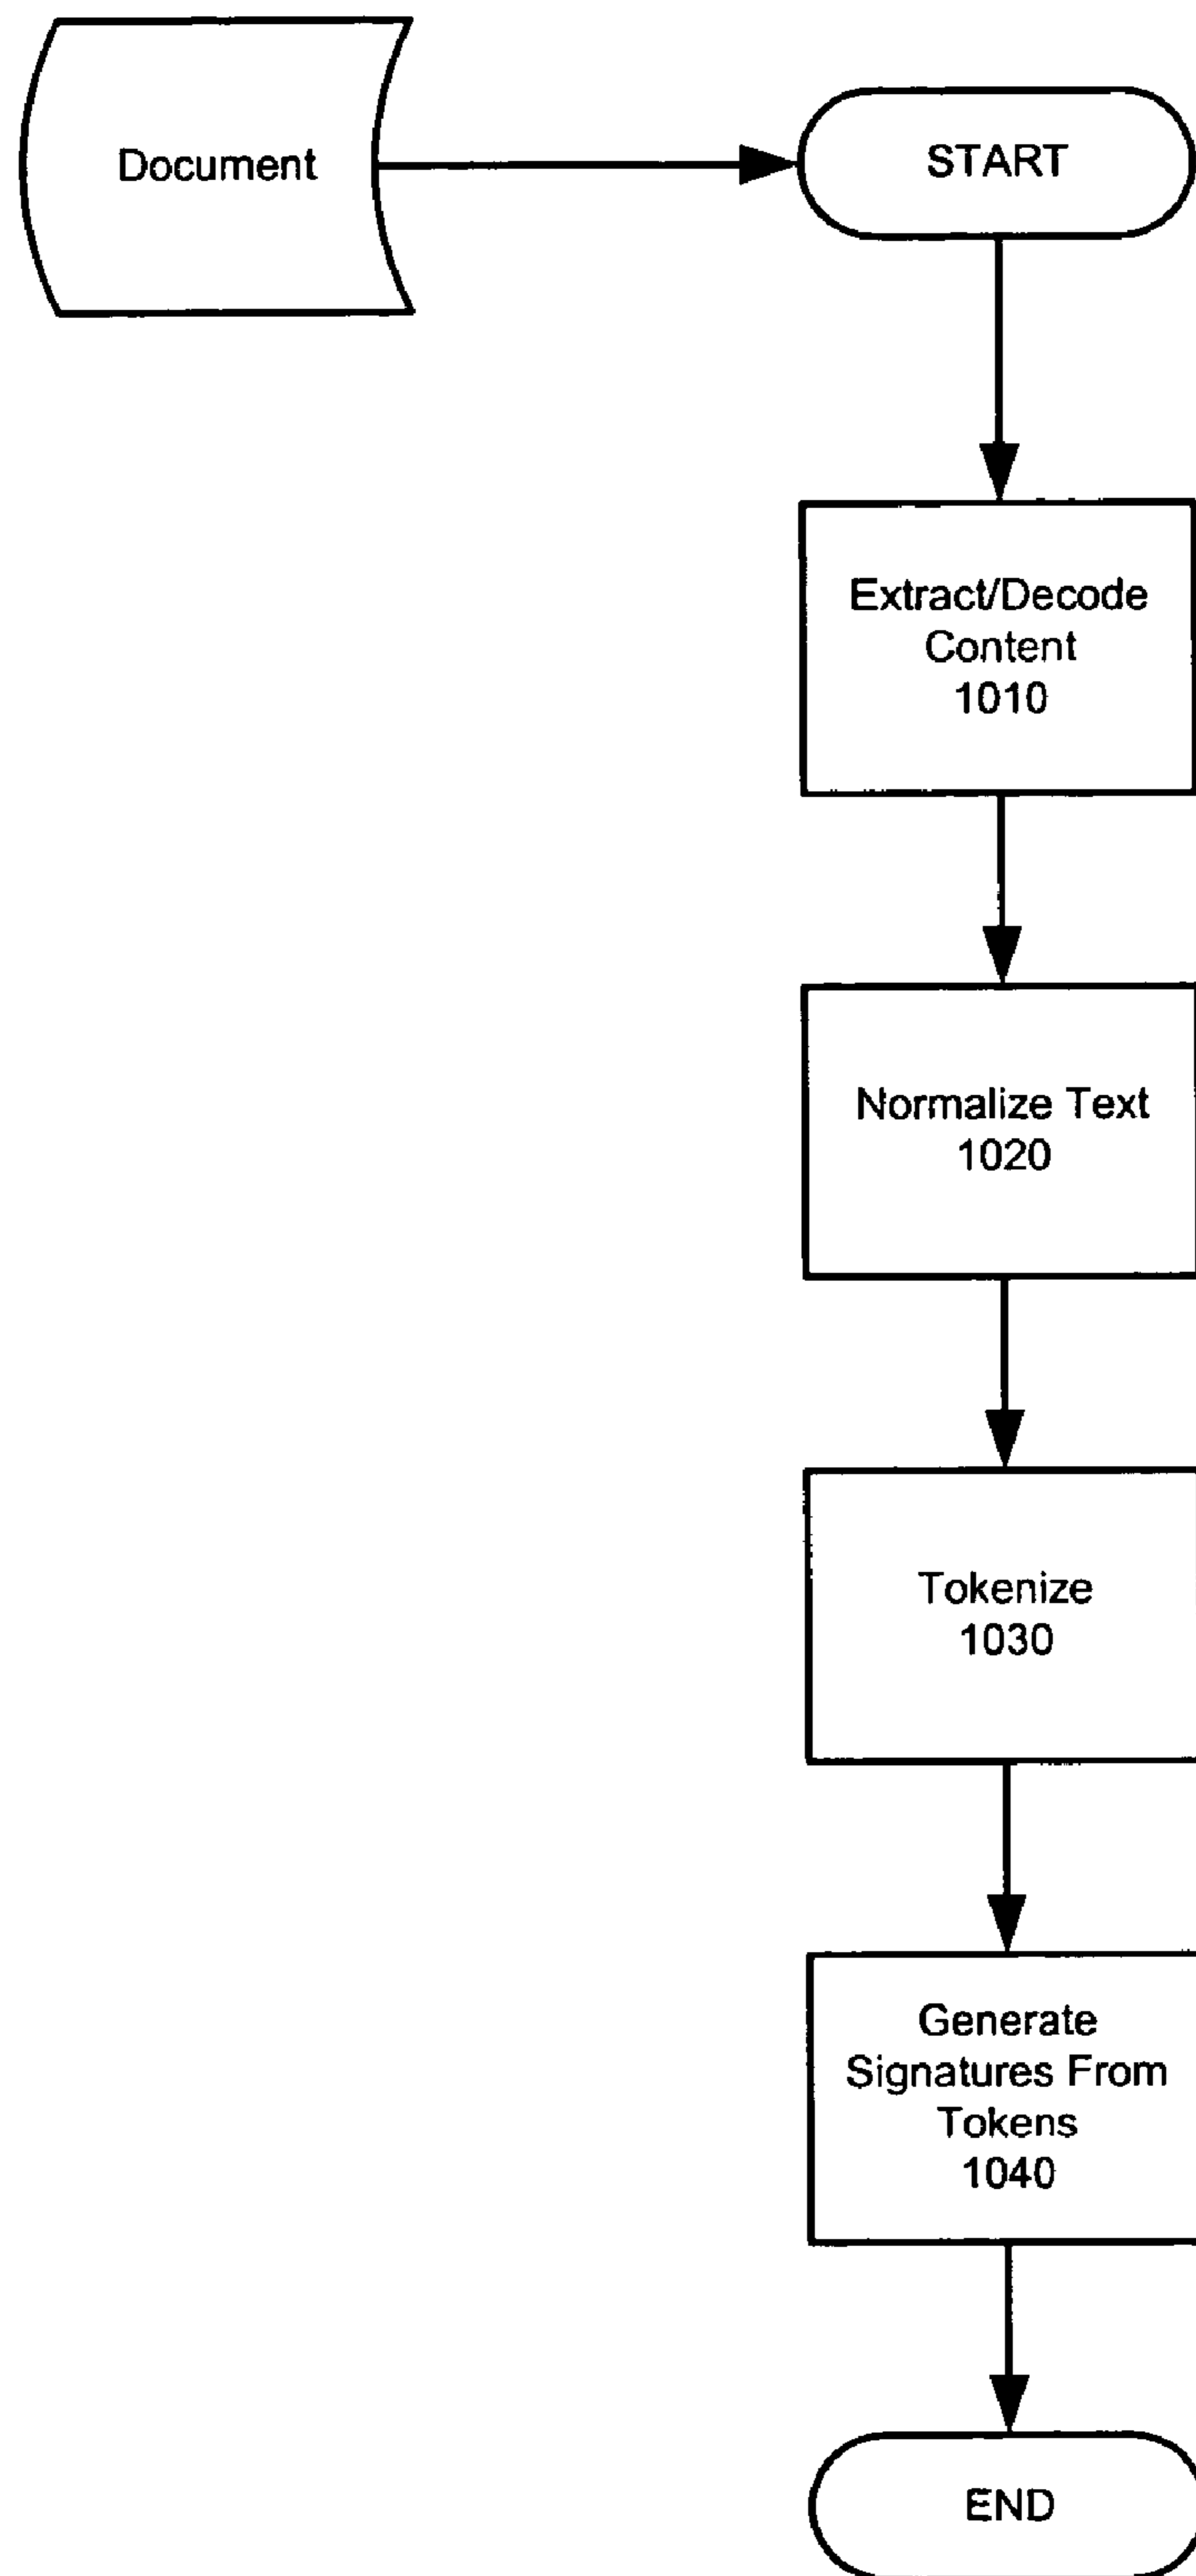 Document
START
Extract/Decode
Content
1010
Normalize Text
1020
Tokenize
1030
Generate
Signatures From
Tokens
1040
END